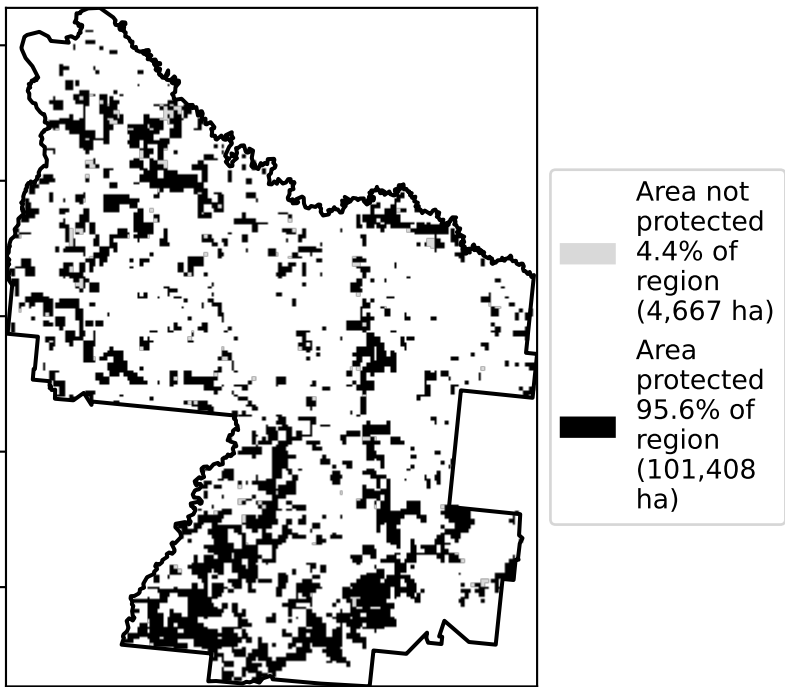 Area not
protected
4.4% of
region
(4,667 ha)
Area
protected
95.6% of
region
(101,408
ha)